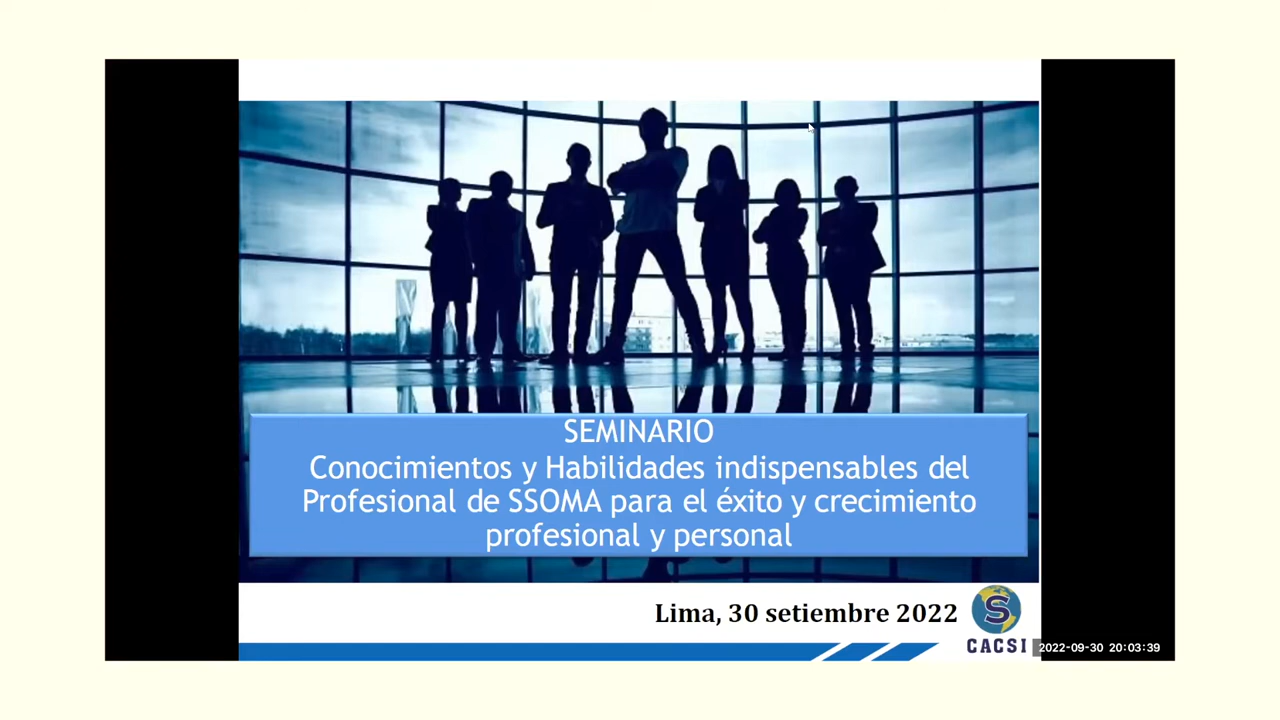 SEMINARIO
Conocimientos y Habilidades indispensables del
Profesional de SSOMA para el éxito y crecimiento
profesional y personal
Lima, 30 setiembre 2022
S
CACSI
2022-09-30 20:03:39